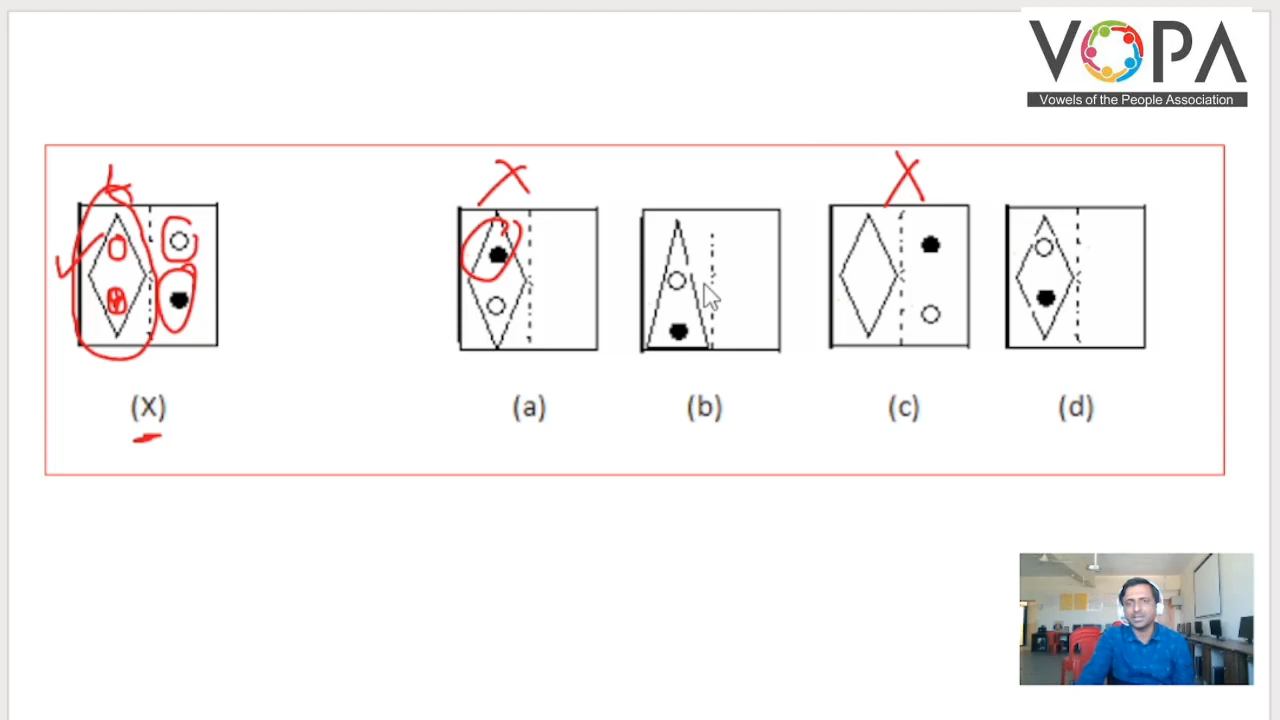 VOPA
Vowels of the People Association
X X
(X) (a) (b) (c) (d)